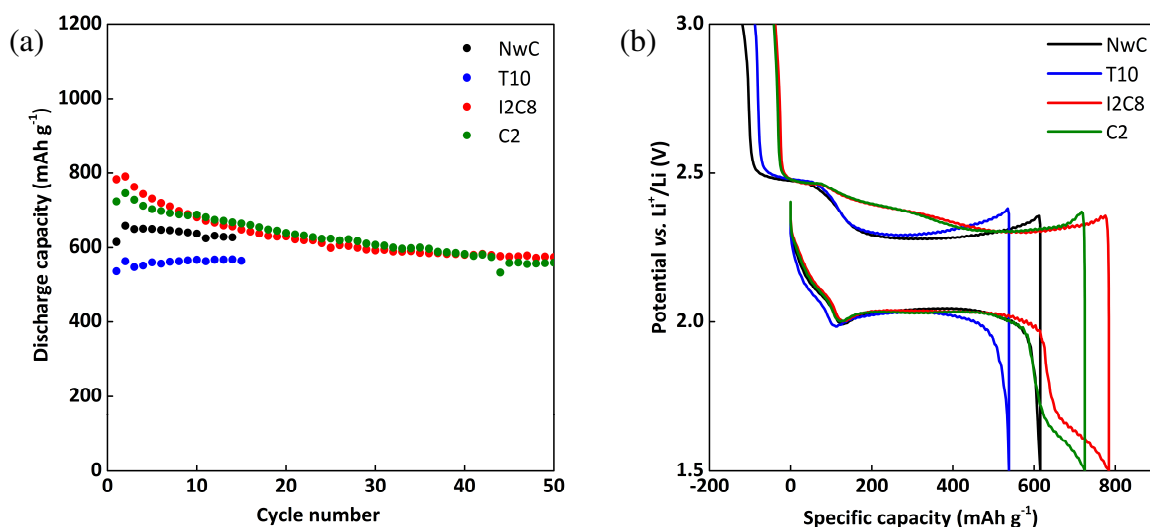 (a)
1200
1000
800
600
400
200
0
Discharge capacity (mAh g⁻¹)
NwC
T10
I2C8
C2
0
10
20
30
40
50
Cycle number
(b)
3.0
2.5
2.0
1.5
Potential vs. Li⁺/Li (V)
NwC
T10
I2C8
C2
-200
0
200
400
600
800
Specific capacity (mAh g⁻¹)